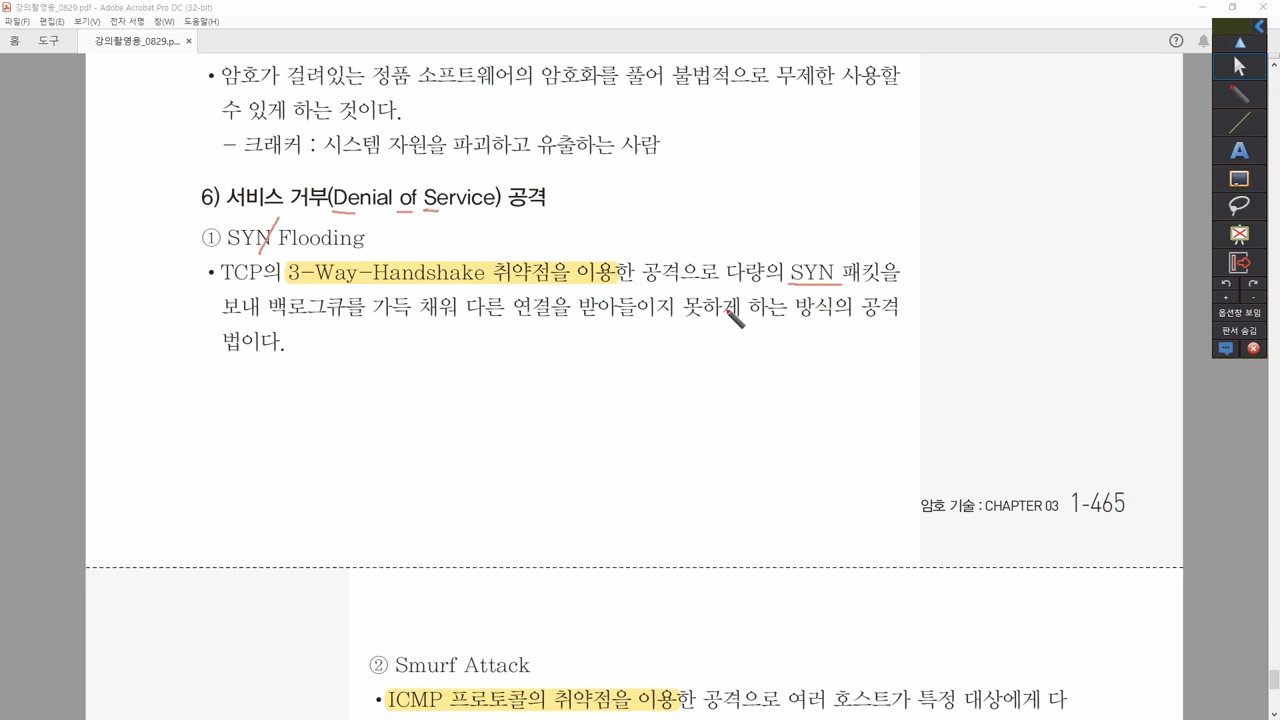 강의촬영용_0829.pdf - Adobe Acrobat Pro DC (32-bit)
파일(F) 편집(E) 보기(V) 전자 서명 창(W) 도움말(H)
홈 도구 강의촬영용_0829.p... ×
• 암호가 걸려있는 정품 소프트웨어의 암호화를 풀어 불법적으로 무제한 사용할
수 있게 하는 것이다.
- 크래커 : 시스템 자원을 파괴하고 유출하는 사람
6) 서비스 거부(Denial of Service) 공격
① SYN Flooding
• TCP의 3-Way-Handshake 취약점을 이용한 공격으로 다량의 SYN 패킷을
보내 백로그큐를 가득 채워 다른 연결을 받아들이지 못하게 하는 방식의 공격
법이다.
암호 기술 : CHAPTER 03 1-465
② Smurf Attack
• ICMP 프로토콜의 취약점을 이용한 공격으로 여러 호스트가 특정 대상에게 다
A
옵션창 보임
판서 숨김